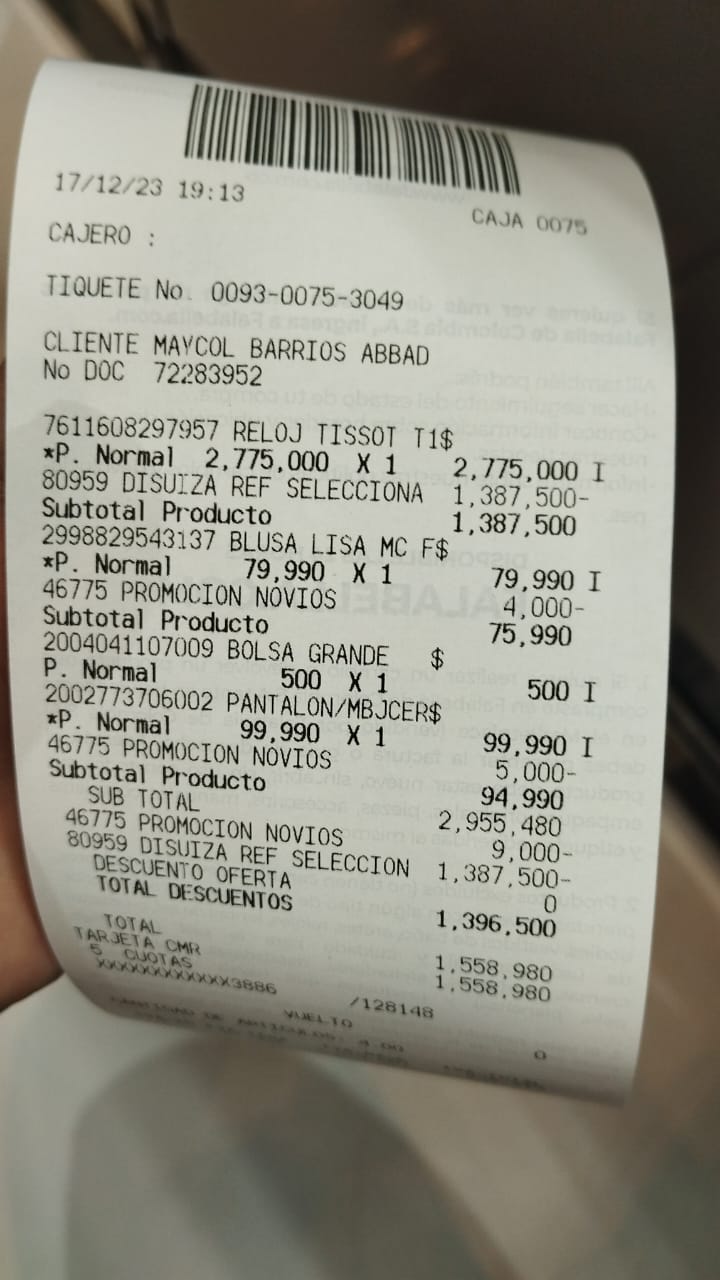 17/12/23 19:13
CAJA 0075
CAJERO :
TIQUETE No. 0093-0075-3049
CLIENTE MAYCOL BARRIOS ABBAD
No DOC 72283952
7611608297957 RELOJ TISSOT T1$
*P. Normal 2,775,000 X 1 2,775,000 I
80959 DISUIZA REF SELECCIONA 1,387,500-
Subtotal Producto 1,387,500
2998829543137 BLUSA LISA MC F$
*P. Normal 79,990 X 1 79,990 I
46775 PROMOCION NOVIOS 4,000-
Subtotal Producto 75,990
2004041107009 BOLSA GRANDE $
P. Normal 500 X 1 500 I
2002773706002 PANTALON/MBJCER$
*P. Normal 99,990 X 1 99,990 I
46775 PROMOCION NOVIOS 5,000-
Subtotal Producto 94,990
SUB TOTAL 2,955,480
46775 PROMOCION NOVIOS 9,000-
80959 DISUIZA REF SELECCION 1,387,500-
DESCUENTO OFERTA 0
TOTAL DESCUENTOS 1,396,500
TOTAL 1,558,980
TARJETA CMR 1,558,980
5 CUOTAS
XXXXXXXXXXXX3886 /128148
VUELTO 0
CANTIDAD DE ARTICULOS: 4.00